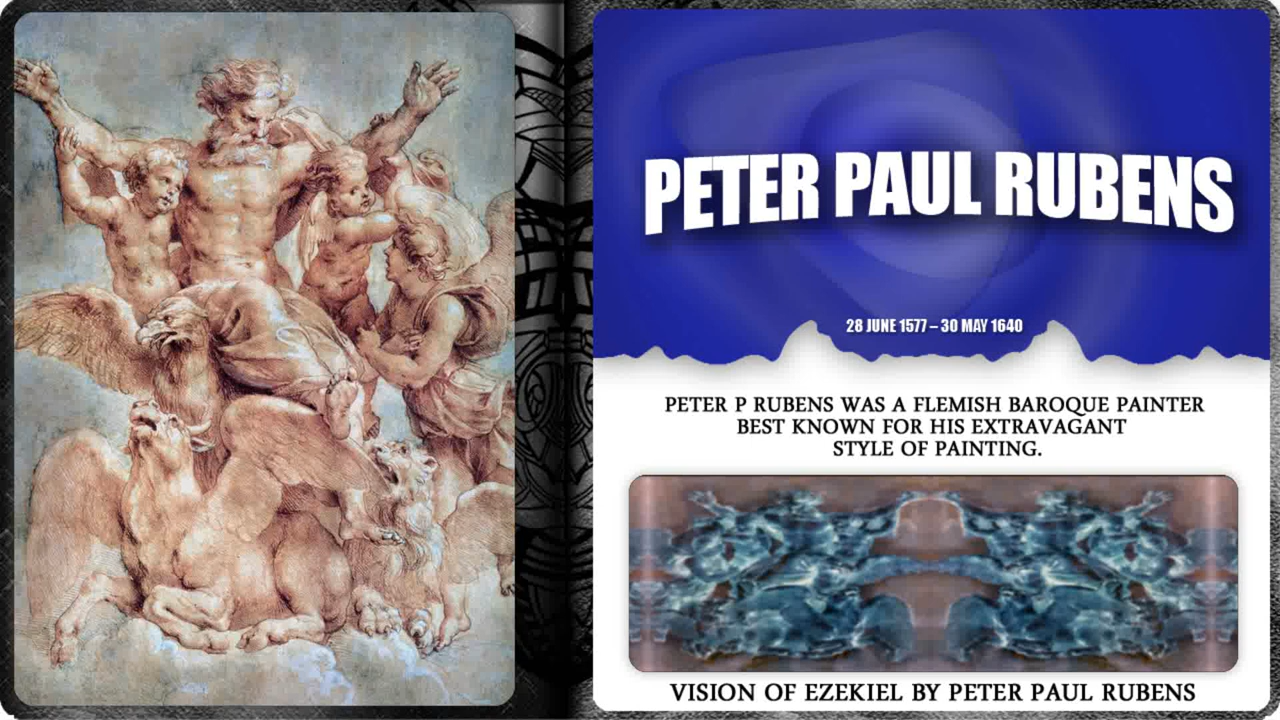 PETER PAUL RUBENS
28 JUNE 1577 – 30 MAY 1640
PETER P RUBENS WAS A FLEMISH BAROQUE PAINTER
BEST KNOWN FOR HIS EXTRAVAGANT
STYLE OF PAINTING.
VISION OF EZEKIEL BY PETER PAUL RUBENS